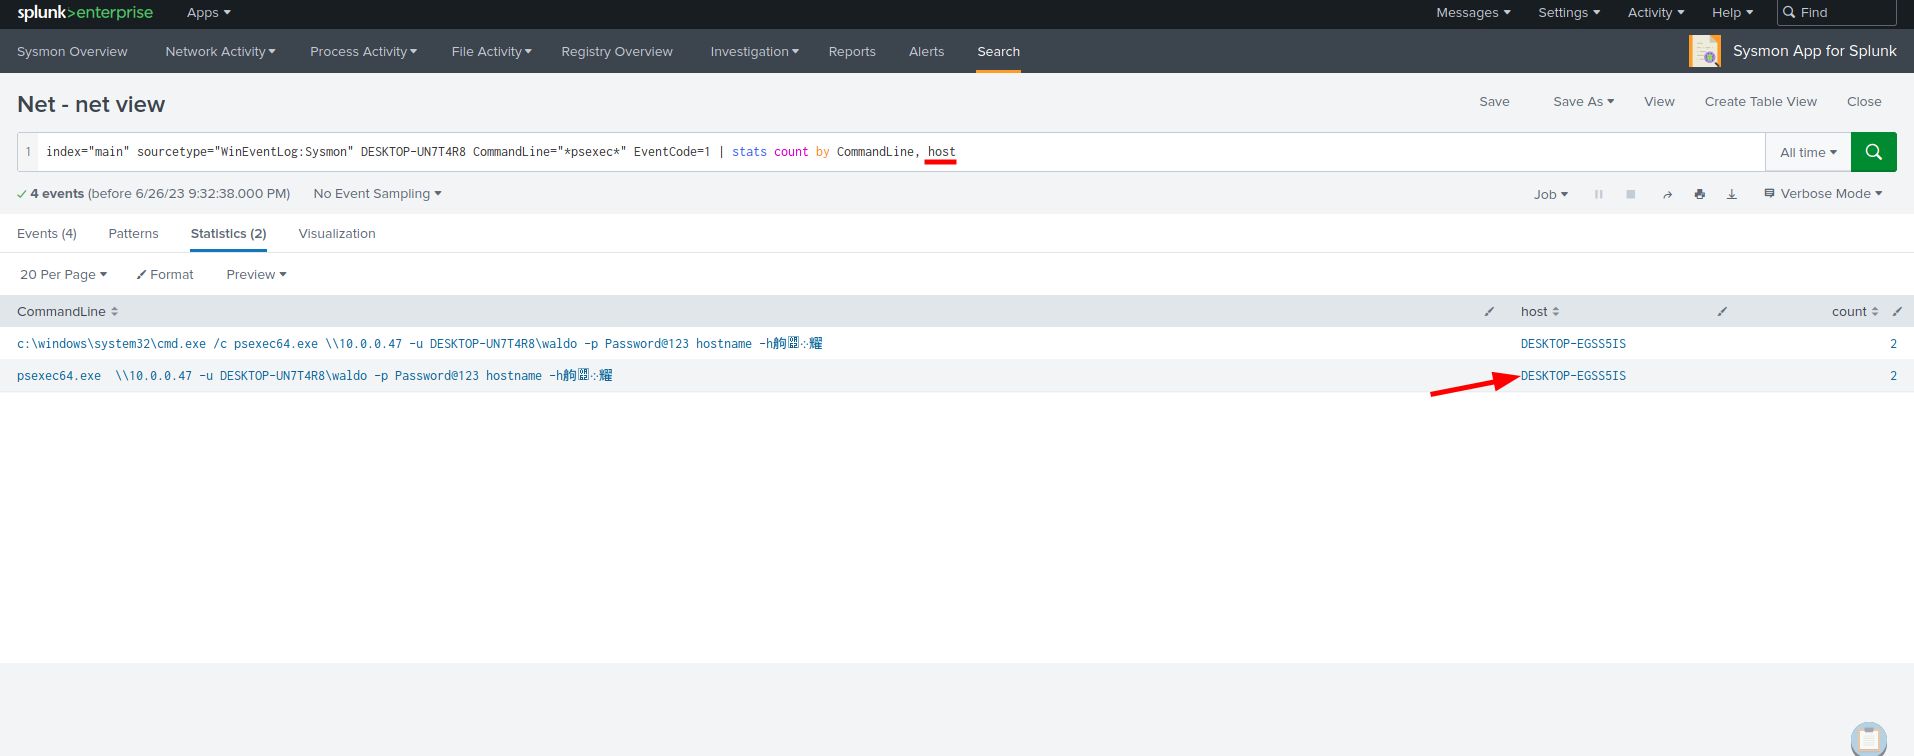 splunk>enterprise Apps Messages Settings Activity Help Find
Sysmon Overview Network Activity Process Activity File Activity Registry Overview Investigation Reports Alerts Search Sysmon App for Splunk
Net - net view Save Save As View Create Table View Close
1 index="main" sourcetype="WinEventLog:Sysmon" DESKTOP-UN7T4R8 CommandLine="*psexec*" EventCode=1 | stats count by CommandLine, host All time
4 events (before 6/26/23 9:32:38.000 PM) No Event Sampling Job Verbose Mode
Events (4) Patterns Statistics (2) Visualization
20 Per Page Format Preview
CommandLine host count
c:\windows\system32\cmd.exe /c psexec64.exe \\10.0.0.47 -u DESKTOP-UN7T4R8\waldo -p Password@123 hostname -h DESKTOP-EGSS5IS 2
psexec64.exe \\10.0.0.47 -u DESKTOP-UN7T4R8\waldo -p Password@123 hostname -h DESKTOP-EGSS5IS 2